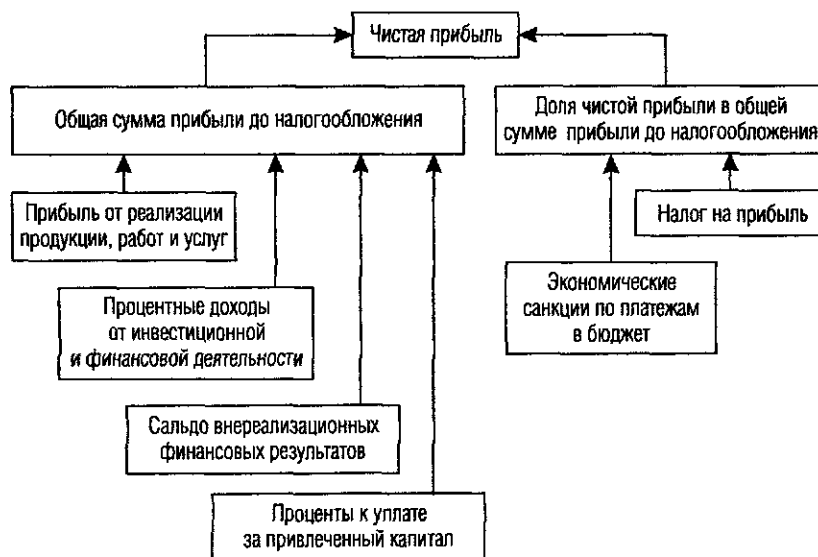 Чистая прибыль
Общая сумма прибыли до налогообложения
Доля чистой прибыли в общей
сумме прибыли до налогообложения
Прибыль от реализации
продукции, работ и услуг
Налог на прибыль
Процентные доходы
от инвестиционной
и финансовой деятельности
Экономические
санкции по платежам
в бюджет
Сальдо внереализационных
финансовых результатов
Проценты к уплате
за привлеченный капитал